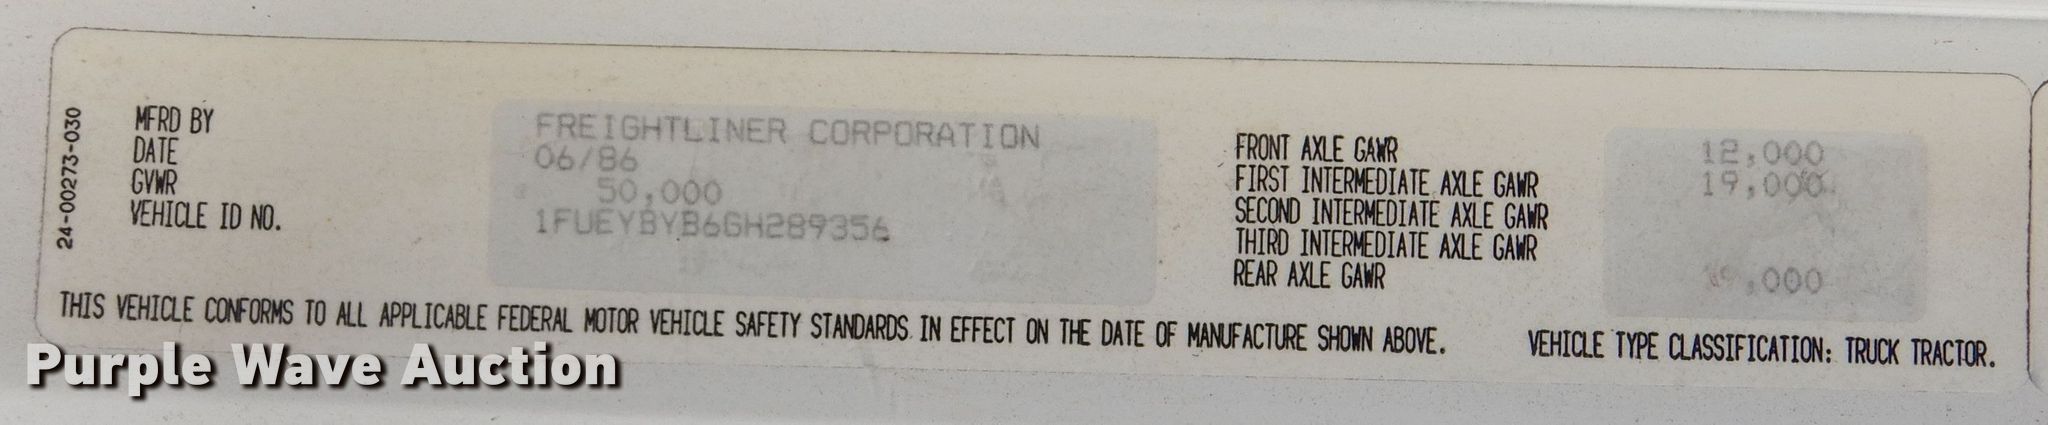 24-00273-030
MFRD BY FREIGHTLINER CORPORATION
DATE 06/86
GVWR 50,000
VEHICLE ID NO. 1FUEYBYB6GH289356
FRONT AXLE GAWR 12,000
FIRST INTERMEDIATE AXLE GAWR 19,000
SECOND INTERMEDIATE AXLE GAWR
THIRD INTERMEDIATE AXLE GAWR
REAR AXLE GAWR
THIS VEHICLE CONFORMS TO ALL APPLICABLE FEDERAL MOTOR VEHICLE SAFETY STANDARDS IN EFFECT ON THE DATE OF MANUFACTURE SHOWN ABOVE. VEHICLE TYPE CLASSIFICATION: TRUCK TRACTOR.
Purple Wave Auction